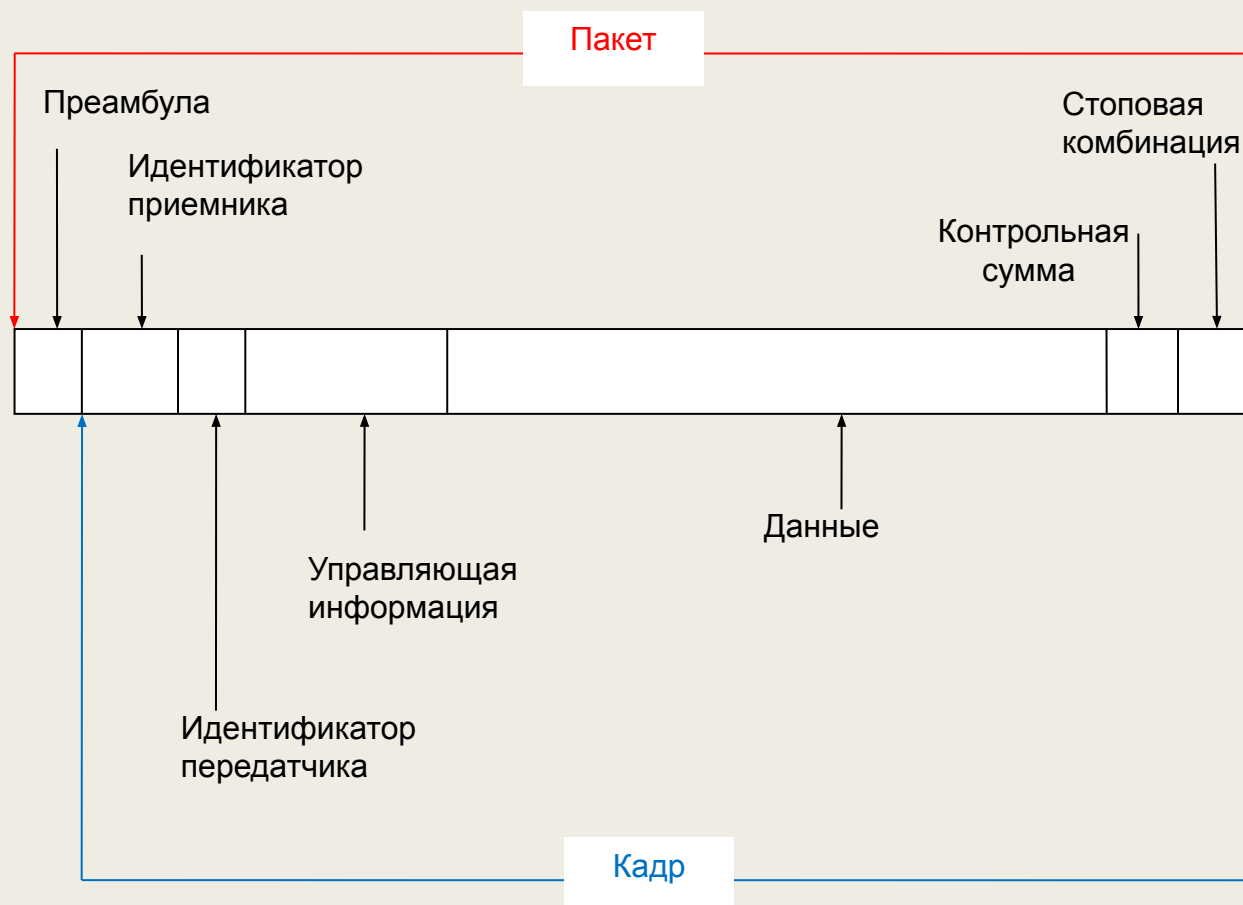 Пакет
Преамбула
Стоповая
комбинация
Идентификатор
приемника
Контрольная
сумма
Данные
Управляющая
информация
Идентификатор
передатчика
Кадр